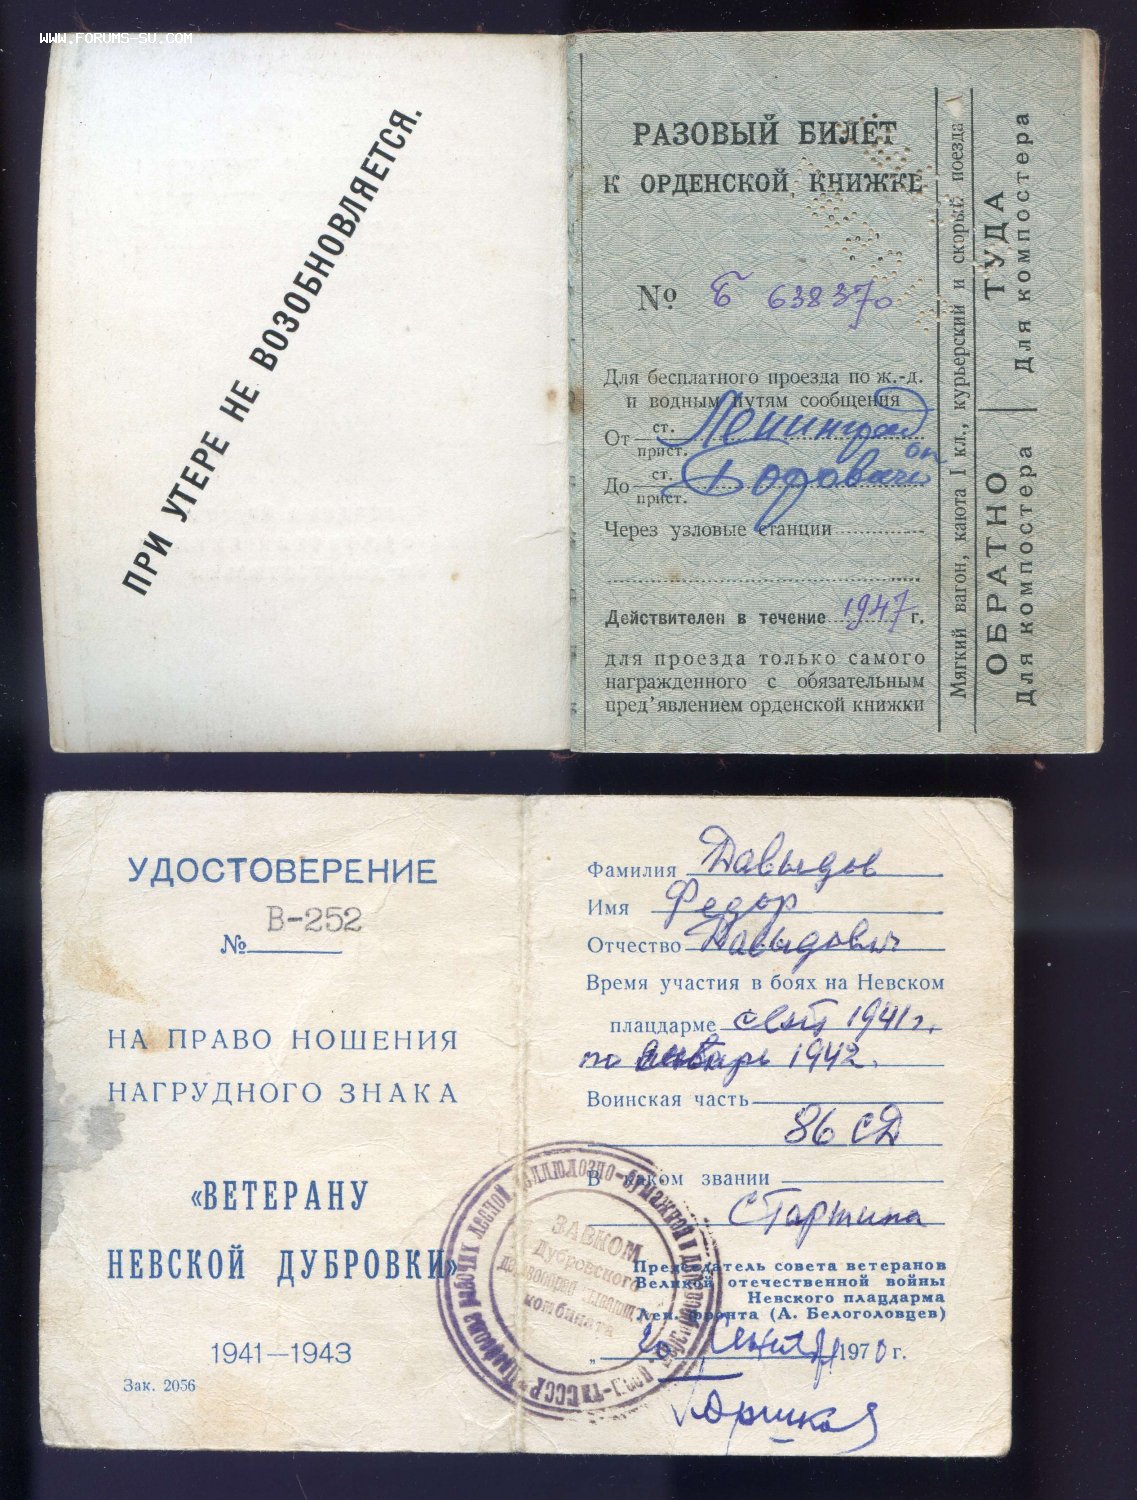 www.forums-su.com
ПРИ УТЕРЕ НЕ ВОЗОБНОВЛЯЕТСЯ.
РАЗОВЫЙ БИЛЕТ
К ОРДЕНСКОЙ КНИЖКЕ
№ Б 638370
Для бесплатного проезда по ж.-д.
и водным путям сообщения
От ст. прист. Ленинград
До ст. прист.
Через узловые станции
Действителен в течение 1947 г.
для проезда только самого
награжденного с обязательным
пред'явлением орденской книжки
Мягкий вагон, каюта I кл., курьерский и скорый поезда
ОБРАТНО ТУДА
Для компостера Для компостера
УДОСТОВЕРЕНИЕ
№ В-252
НА ПРАВО НОШЕНИЯ
НАГРУДНОГО ЗНАКА
«ВЕТЕРАНУ
НЕВСКОЙ ДУБРОВКИ»
1941—1943
Зак. 2056
Фамилия Давыдов
Имя Федор
Отчество Давыдович
Время участия в боях на Невском
плацдарме сент 1941 г.
по январь 1942.
Воинская часть
86 СД
В каком звании
Старшина
Председатель совета ветеранов
Великой отечественной войны
Невского плацдарма
Лен. фронта (А. Белоголовцев)
„20 1970 г.
ЗАВКОМ
Дубровского
комбината